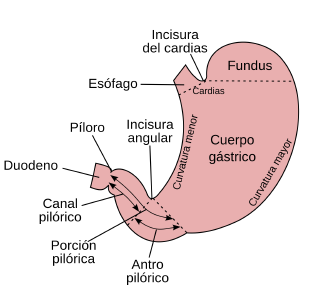 Incisura
del cardias
Fundus
Esófago
Cardias
Píloro
Incisura
angular
Curvatura menor
Cuerpo
gástrico
Curvatura mayor
Duodeno
Canal
pilórico
Porción
pilórica
Antro
pilórico